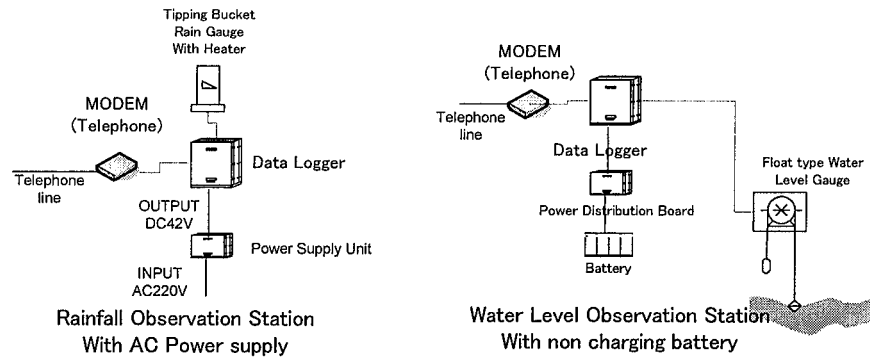 Tipping Bucket
Rain Gauge
With Heater
MODEM
(Telephone)
Telephone
line
Data Logger
OUTPUT
DC42V
Power Supply Unit
INPUT
AC220V
Rainfall Observation Station
With AC Power supply
MODEM
(Telephone)
Telephone
line
Data Logger
Float type Water
Level Gauge
Power Distribution Board
Battery
Water Level Observation Station
With non charging battery